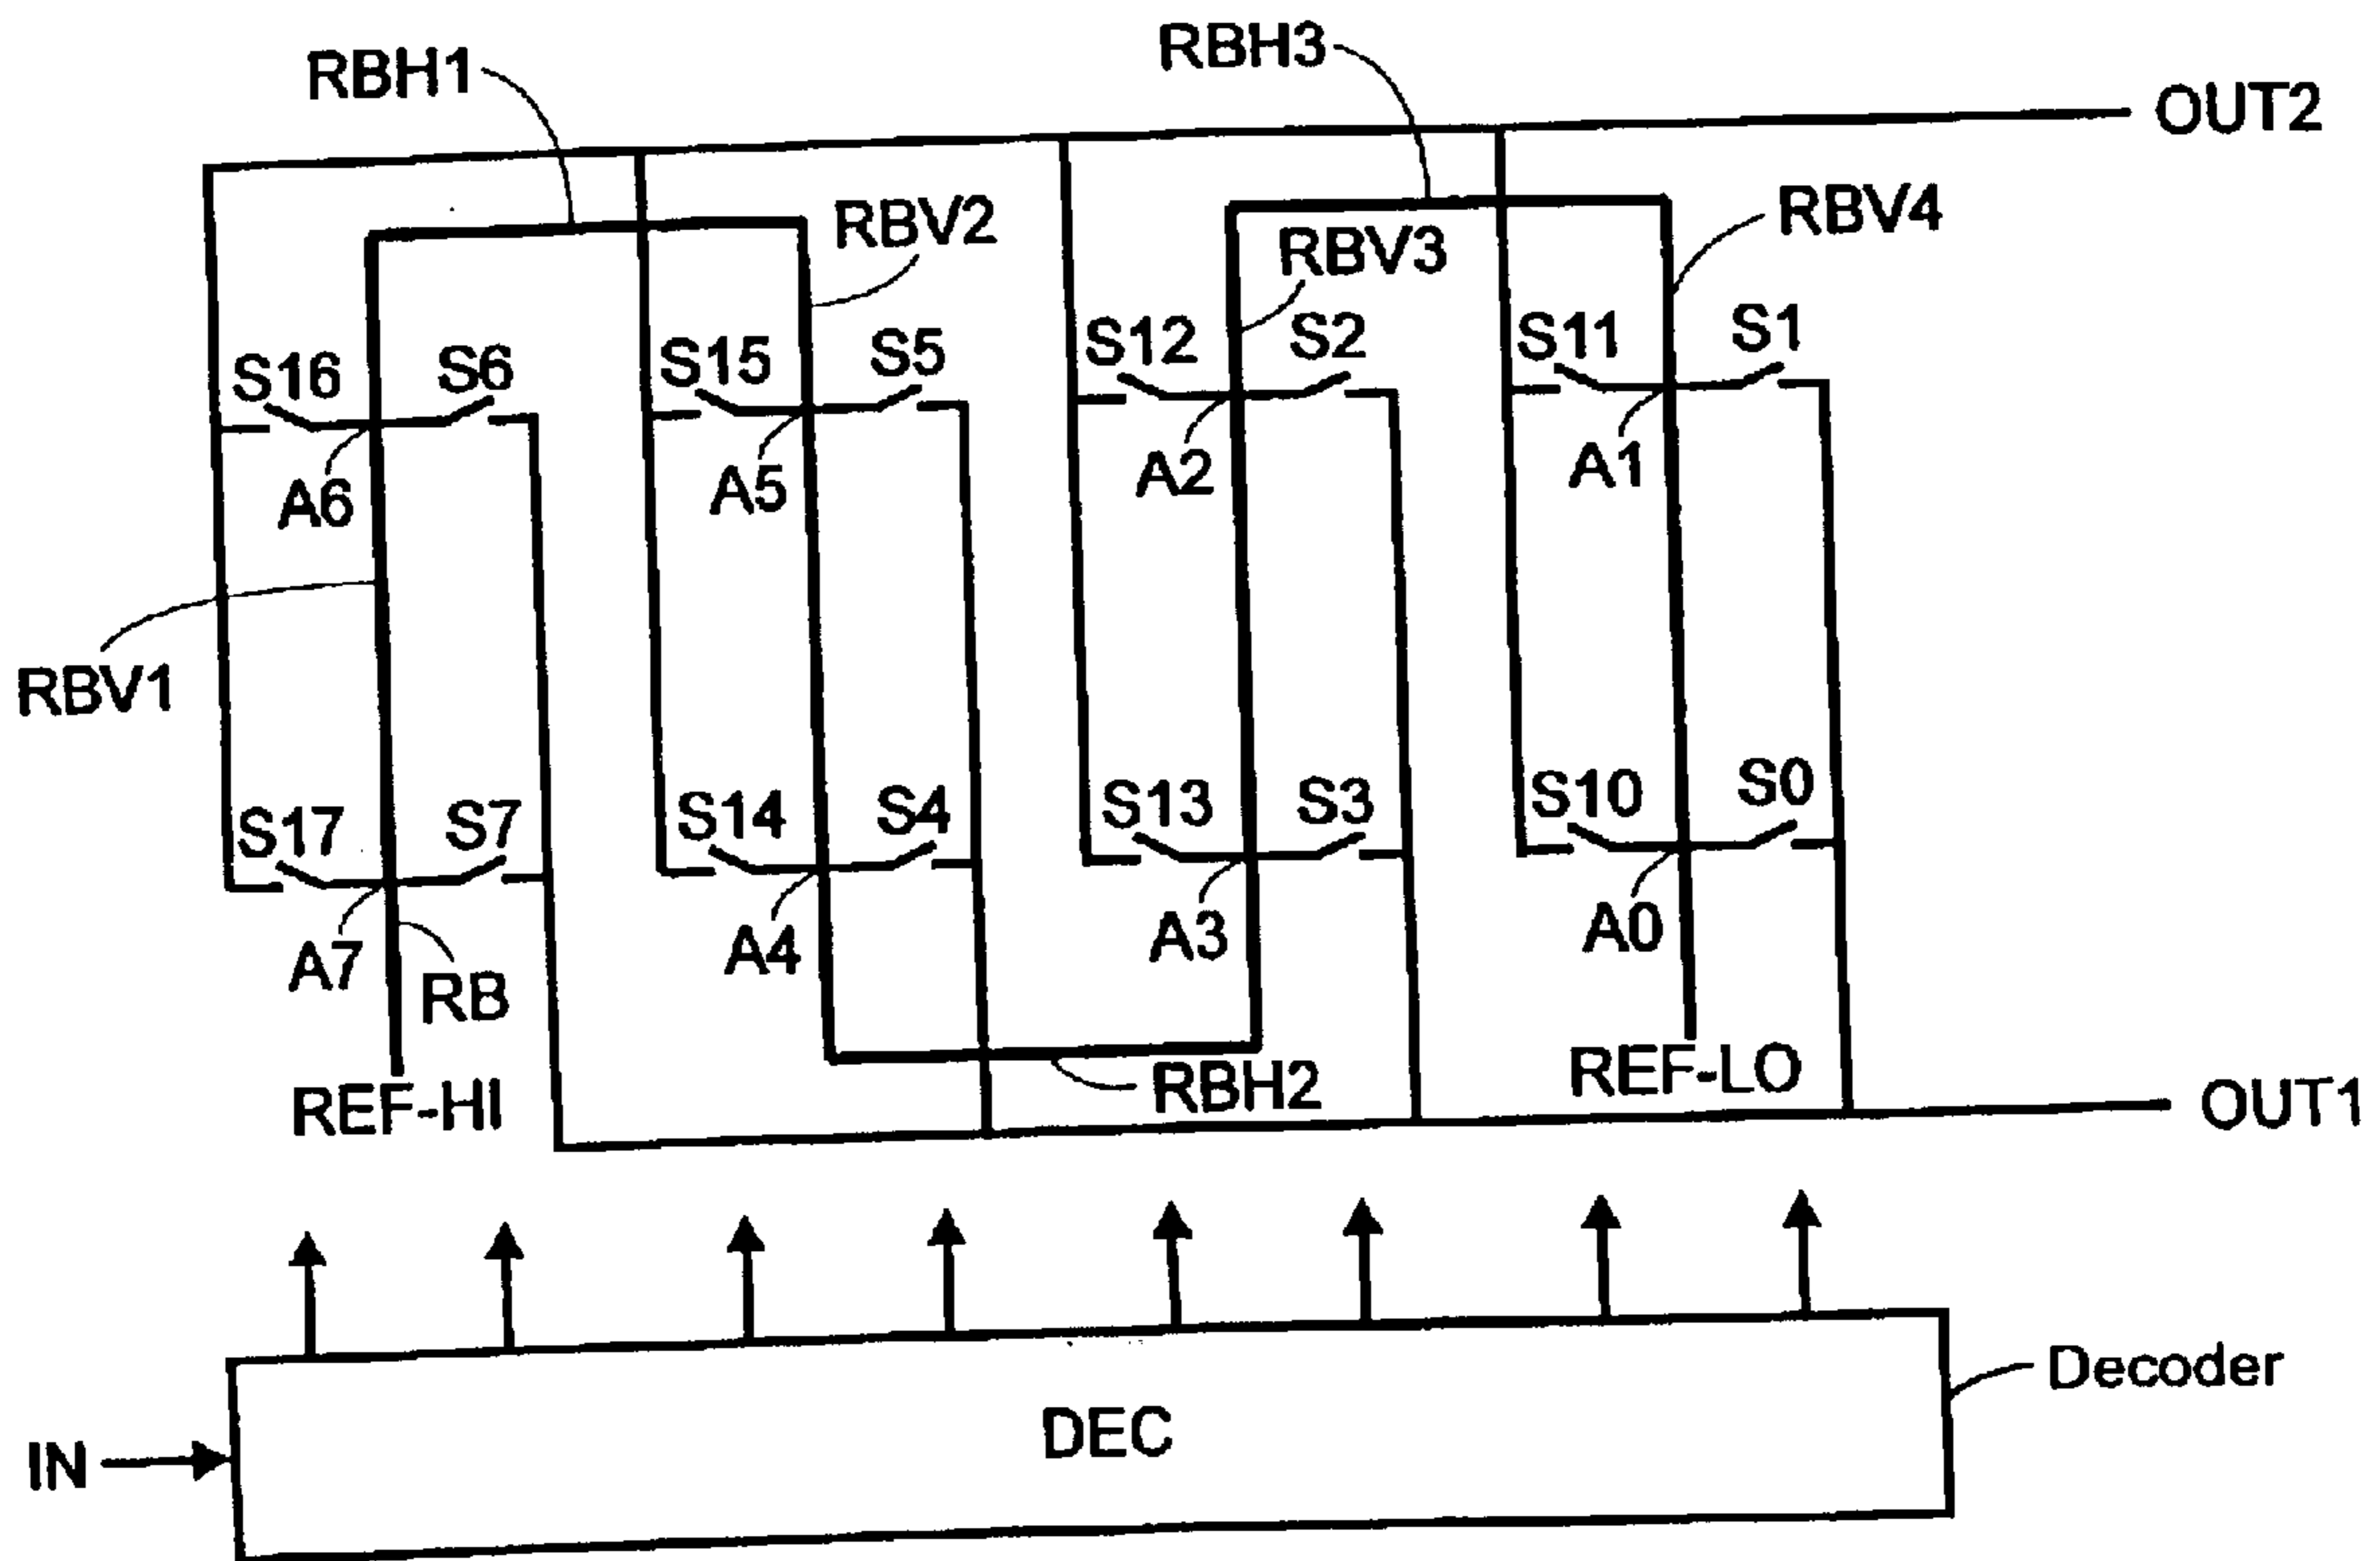 RBH1
RBH3
OUT2
RBV2
RBV3
RBV4
S16
S6
S15
S5
S12
S2
S11
S1
A6
A5
A2
A1
RBV1
S17
S7
S14
S4
S13
S3
S10
S0
A7
RB
A4
A3
A0
REF-HI
RBH2
REF-LO
OUT1
IN
DEC
Decoder